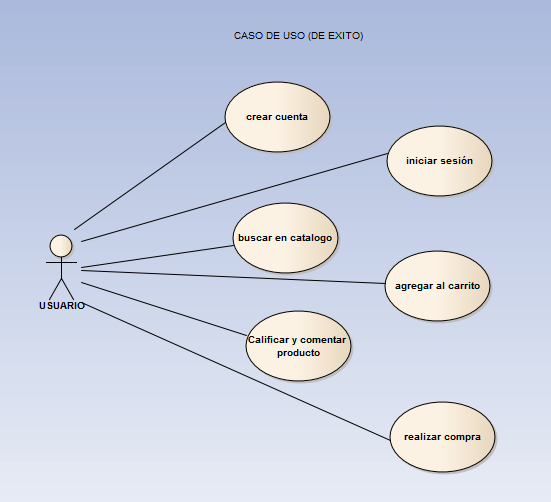 CASO DE USO (DE EXITO)
crear cuenta
iniciar sesión
buscar en catalogo
agregar al carrito
USUARIO
Calificar y comentar
producto
realizar compra